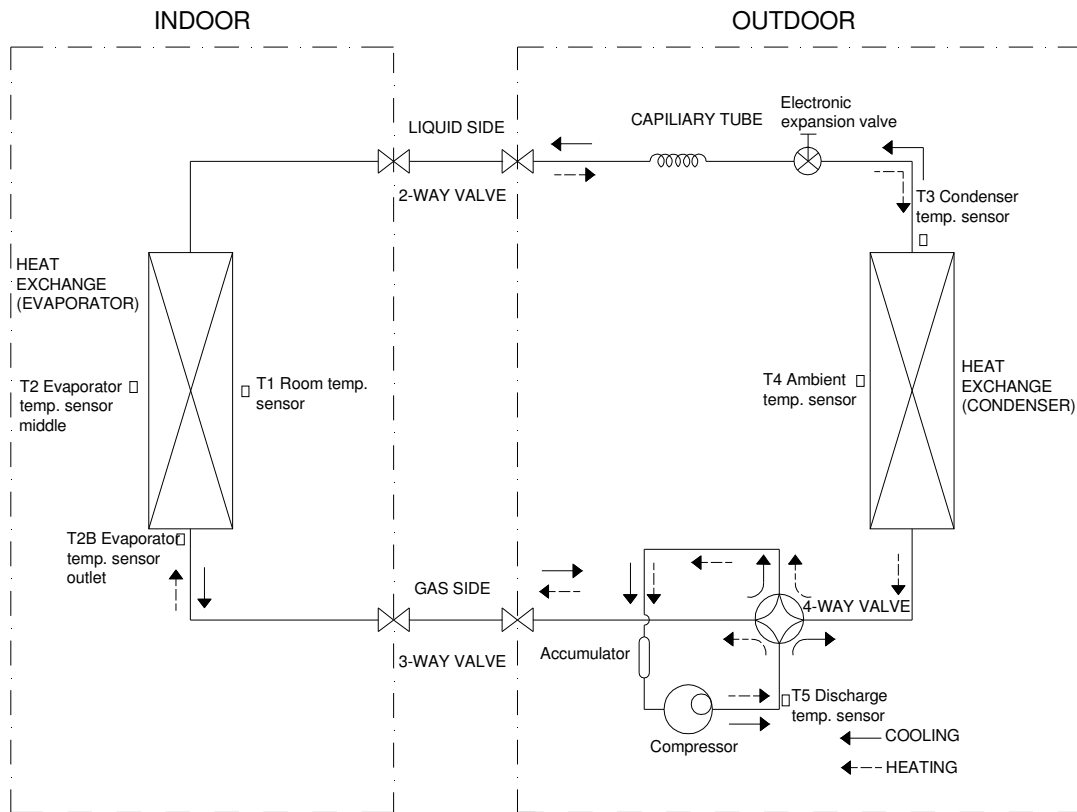 INDOOR
OUTDOOR
LIQUID SIDE
CAPILIARY TUBE
Electronic
expansion valve
2-WAY VALVE
T3 Condenser
temp. sensor
HEAT
EXCHANGE
(EVAPORATOR)
T2 Evaporator
temp. sensor
middle
T1 Room temp.
sensor
T4 Ambient
temp. sensor
HEAT
EXCHANGE
(CONDENSER)
T2B Evaporator
temp. sensor
outlet
GAS SIDE
4-WAY VALVE
3-WAY VALVE
Accumulator
T5 Discharge
temp. sensor
Compressor
COOLING
HEATING